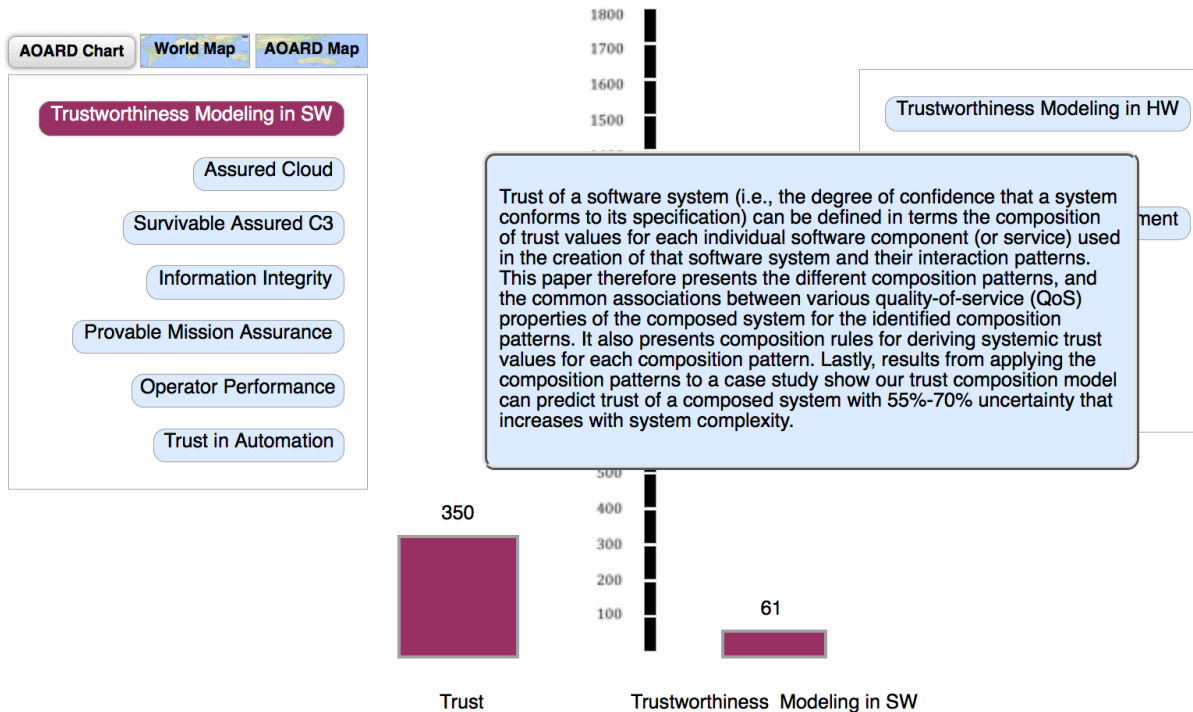 AOARD Chart
World Map
AOARD Map
Trustworthiness Modeling in SW
Assured Cloud
Survivable Assured C3
Information Integrity
Provable Mission Assurance
Operator Performance
Trust in Automation
1800
1700
1600
1500
Trustworthiness Modeling in HW
ment
Trust of a software system (i.e., the degree of confidence that a system
conforms to its specification) can be defined in terms the composition
of trust values for each individual software component (or service) used
in the creation of that software system and their interaction patterns.
This paper therefore presents the different composition patterns, and
the common associations between various quality-of-service (QoS)
properties of the composed system for the identified composition
patterns. It also presents composition rules for deriving systemic trust
values for each composition pattern. Lastly, results from applying the
composition patterns to a case study show our trust composition model
can predict trust of a composed system with 55%-70% uncertainty that
increases with system complexity.
500
400
300
200
100
350
61
Trust
Trustworthiness Modeling in SW